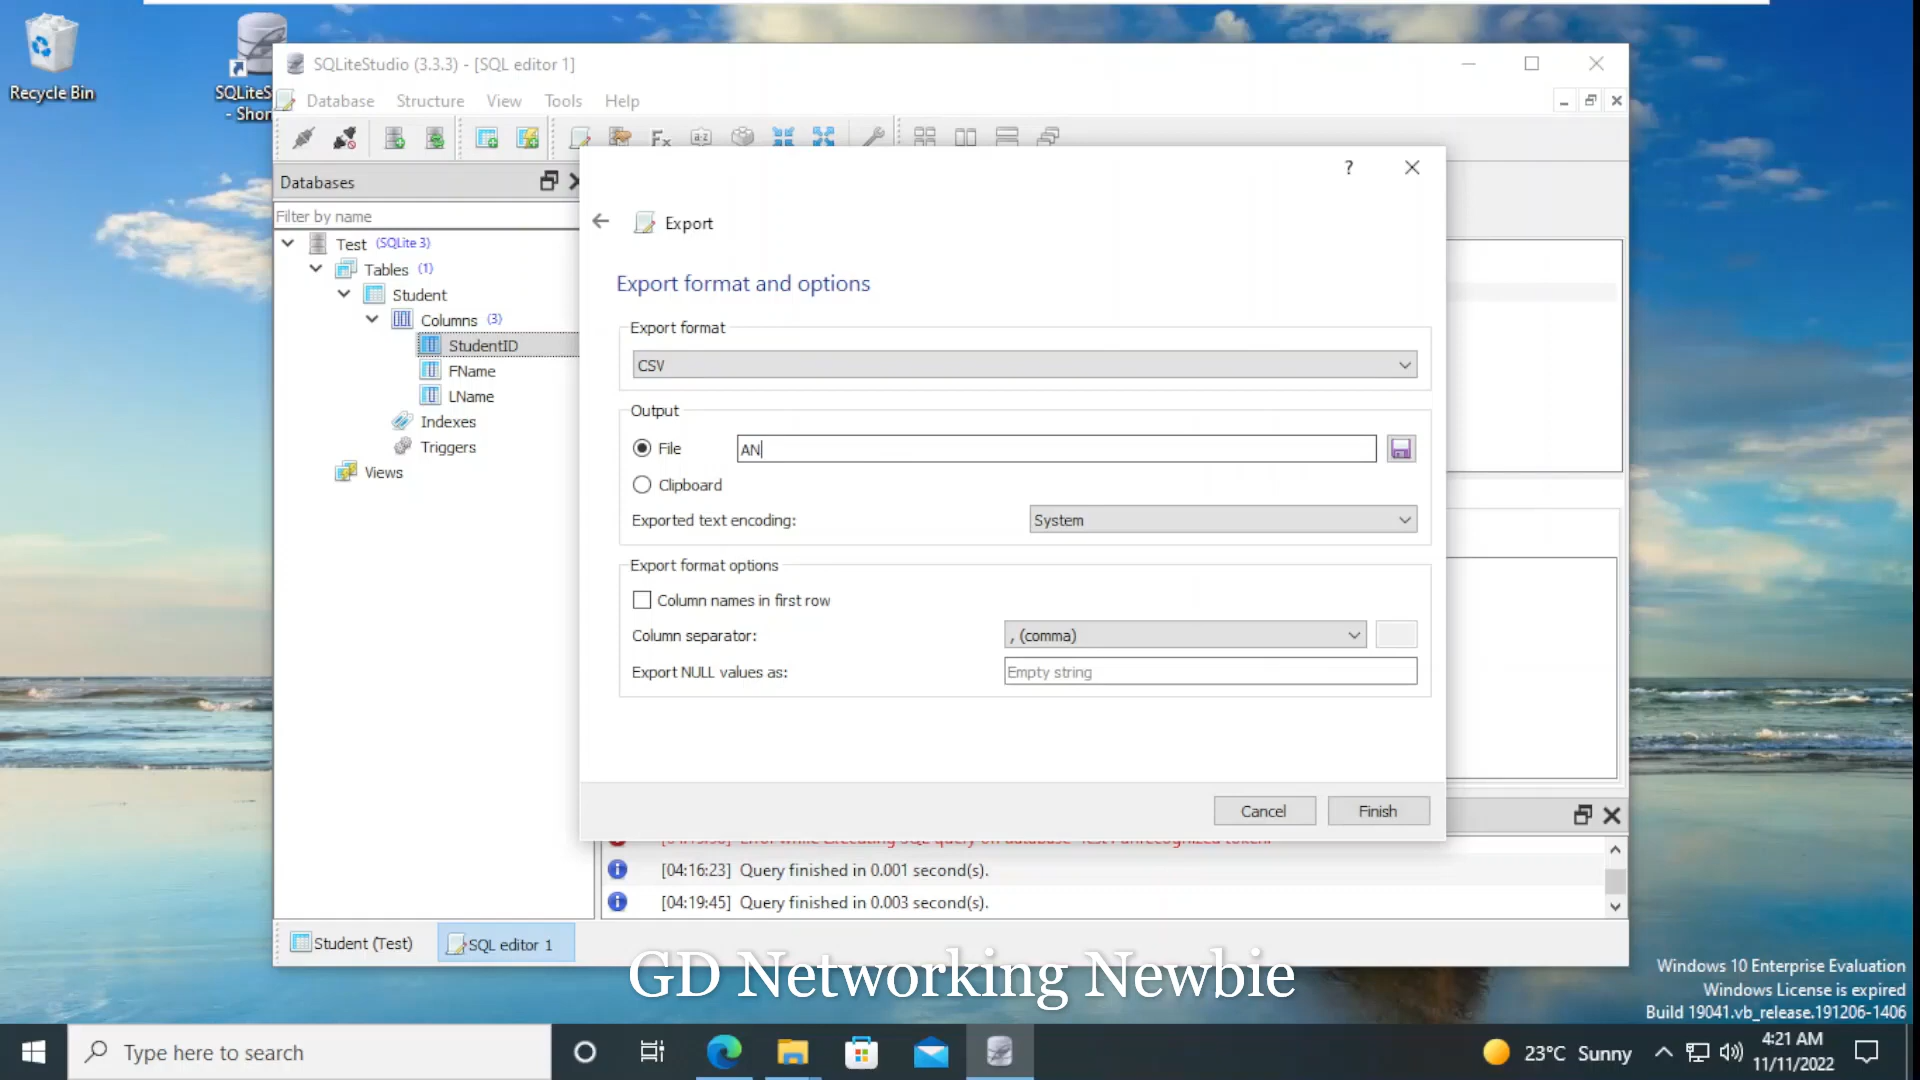 Recycle Bin
SQLiteS
- Shor
SQLiteStudio (3.3.3) - [SQL editor 1]
Database Structure View Tools Help
Databases
Filter by name
Test (SQLite 3)
Tables (1)
Student
Columns (3)
StudentID
FName
LName
Indexes
Triggers
Views
?
Export
Export format and options
Export format
CSV
Output
File AN
Clipboard
Exported text encoding: System
Export format options
Column names in first row
Column separator: , (comma)
Export NULL values as: Empty string
Cancel Finish
[04:16:23] Query finished in 0.001 second(s).
[04:19:45] Query finished in 0.003 second(s).
Student (Test) SQL editor 1
GD Networking Newbie
Windows 10 Enterprise Evaluation
Windows License is expired
Build 19041.vb_release.191206-1406
Type here to search
23°C Sunny
4:21 AM
11/11/2022